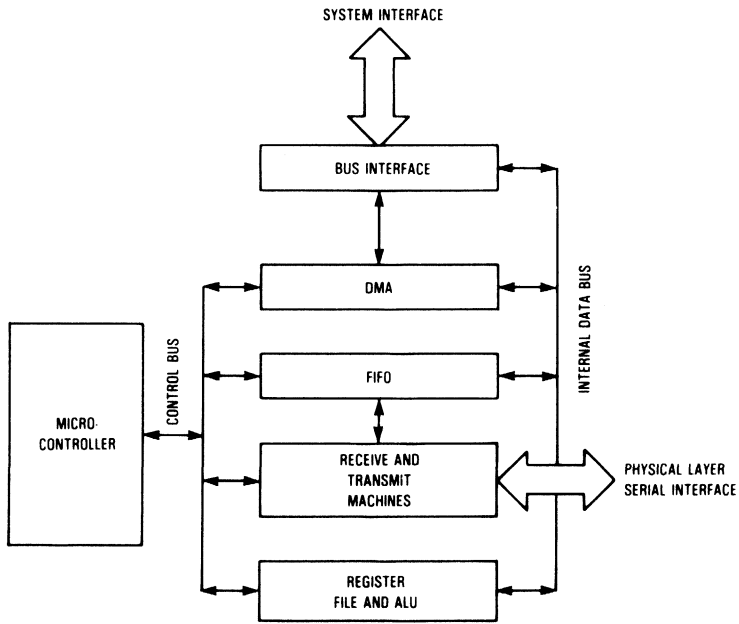 SYSTEM INTERFACE
BUS INTERFACE
DMA
INTERNAL DATA BUS
CONTROL BUS
FIFO
MICRO-
CONTROLLER
RECEIVE AND
TRANSMIT
MACHINES
PHYSICAL LAYER
SERIAL INTERFACE
REGISTER
FILE AND ALU